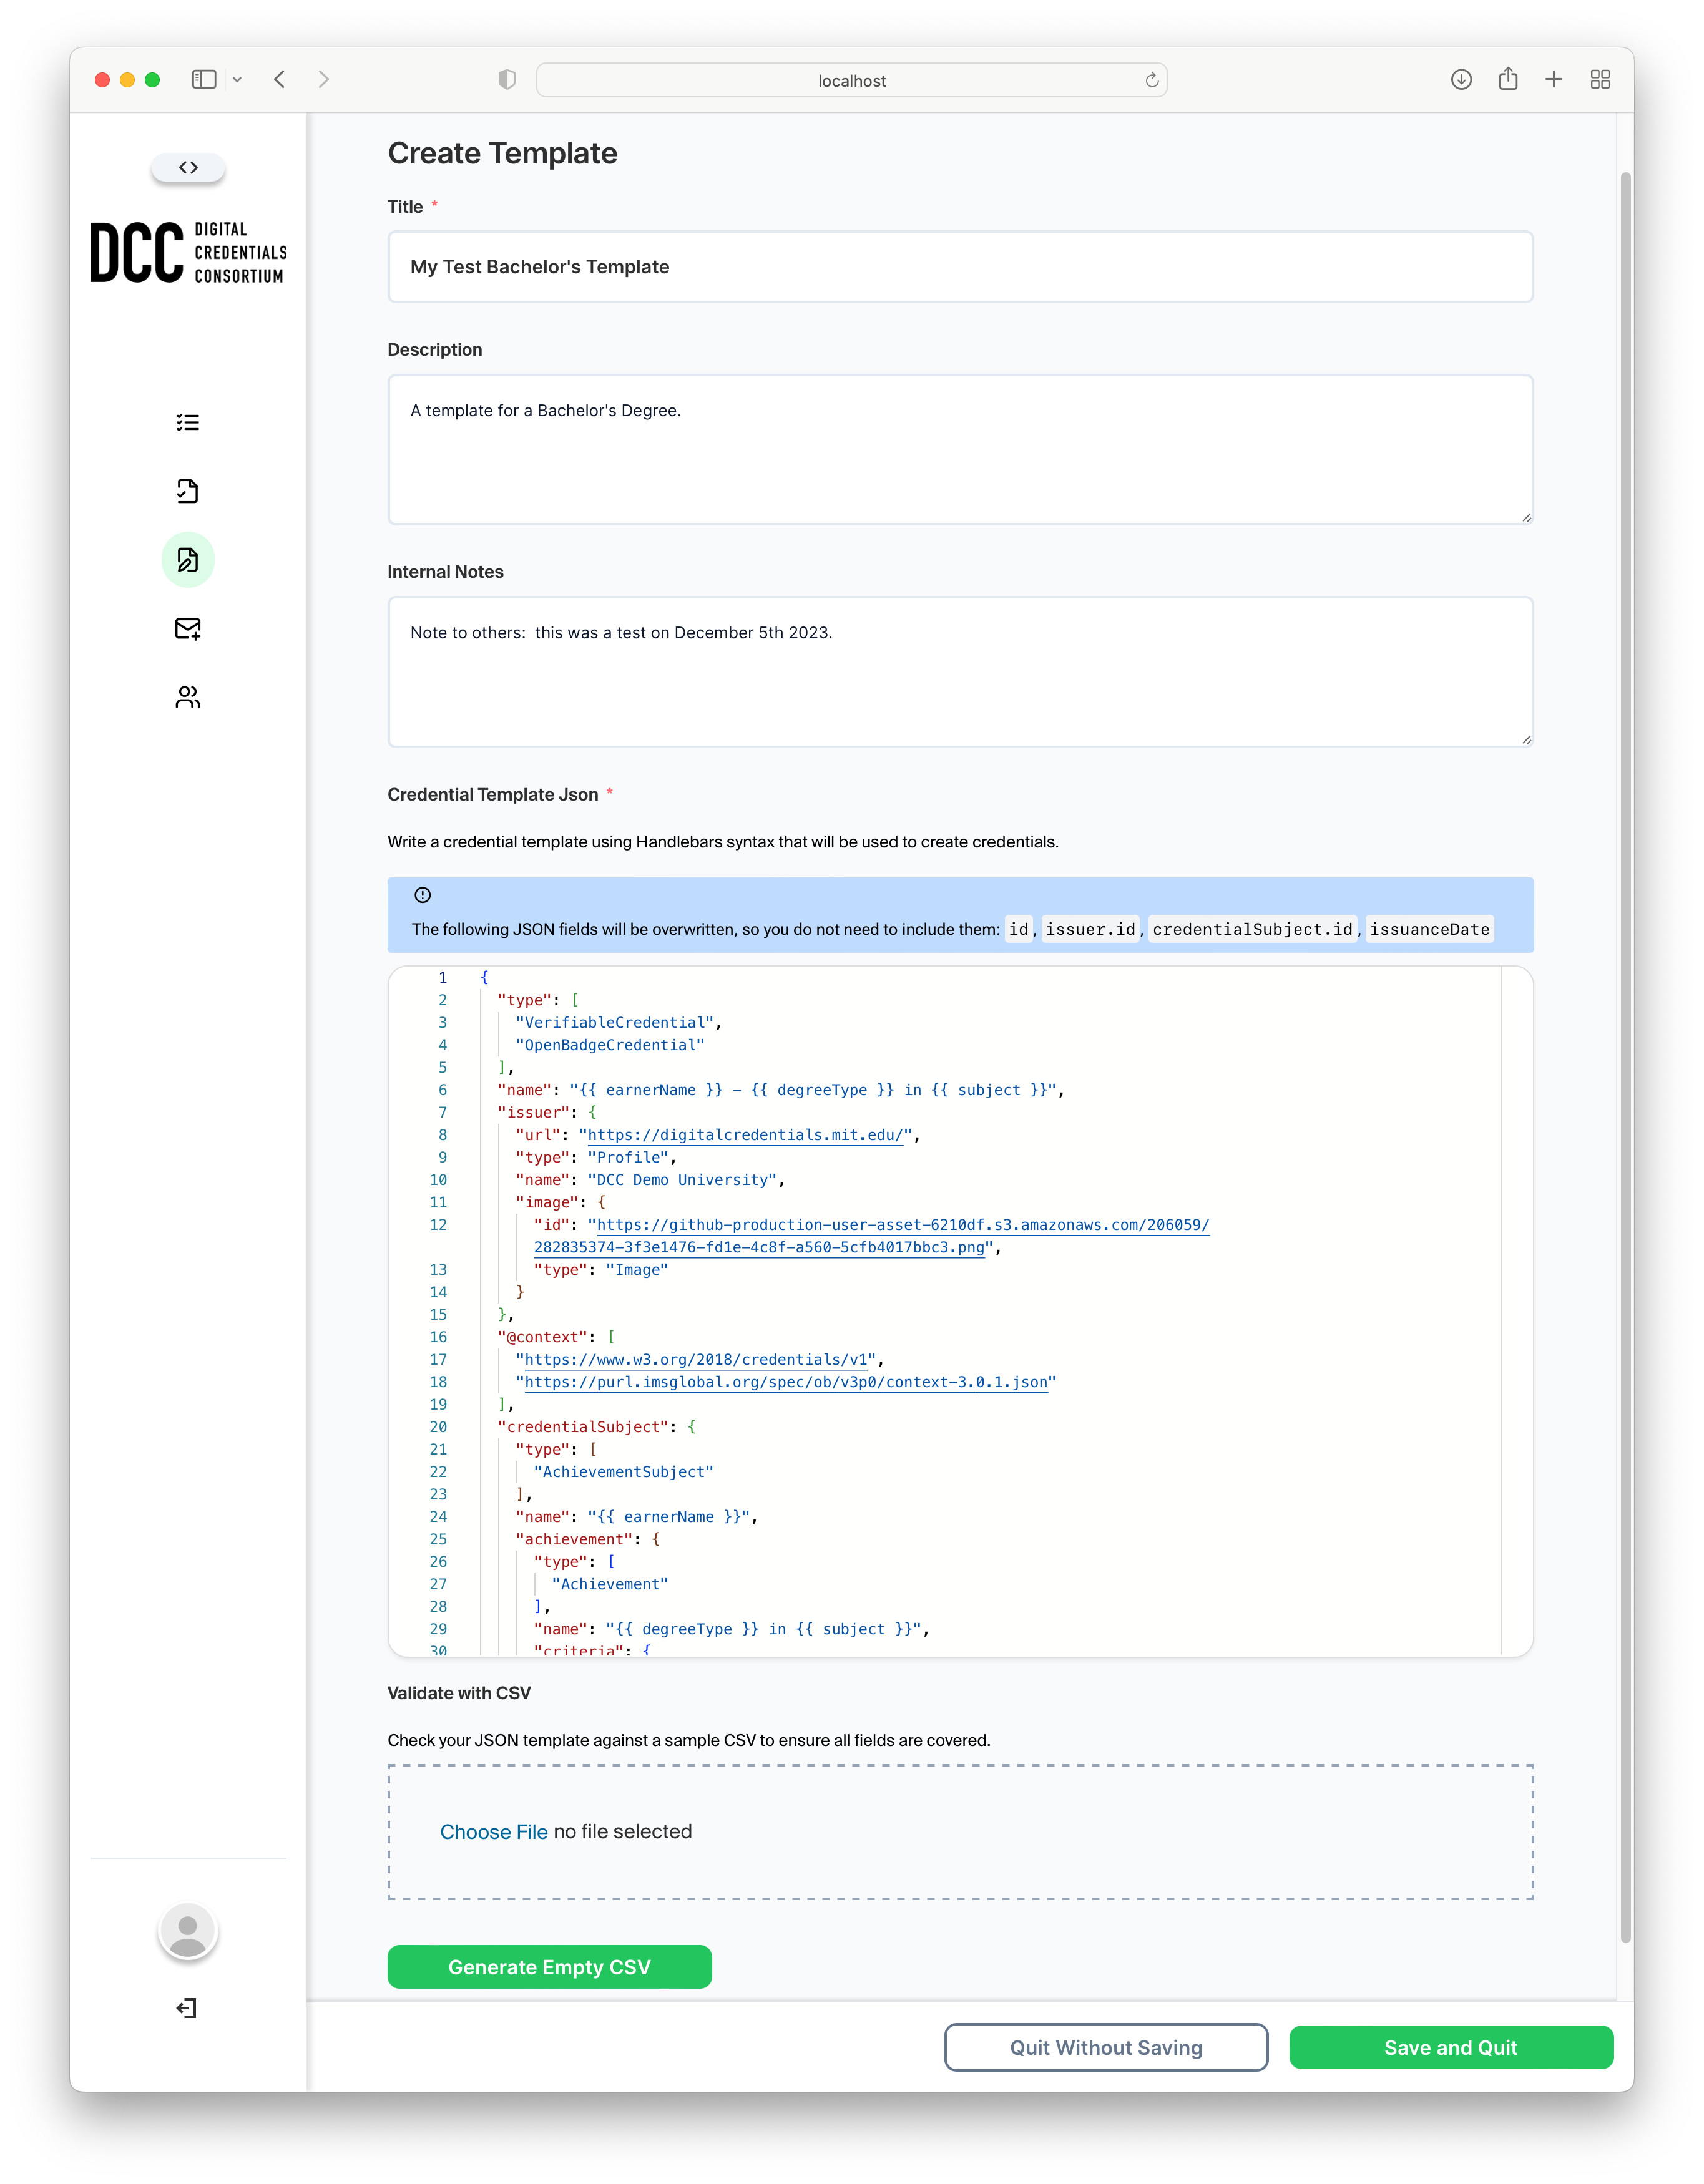 localhost
<>
DCC DIGITAL
CREDENTIALS
CONSORTIUM
Create Template
Title *
My Test Bachelor's Template
Description
A template for a Bachelor's Degree.
Internal Notes
Note to others:  this was a test on December 5th 2023.
Credential Template Json *
Write a credential template using Handlebars syntax that will be used to create credentials.
The following JSON fields will be overwritten, so you do not need to include them: id, issuer.id, credentialSubject.id, issuanceDate
1 {
2 "type": [
3 "VerifiableCredential",
4 "OpenBadgeCredential"
5 ],
6 "name": "{{ earnerName }} - {{ degreeType }} in {{ subject }}",
7 "issuer": {
8 "url": "https://digitalcredentials.mit.edu/",
9 "type": "Profile",
10 "name": "DCC Demo University",
11 "image": {
12 "id": "https://github-production-user-asset-6210df.s3.amazonaws.com/206059/
282835374-3f3e1476-fd1e-4c8f-a560-5cfb4017bbc3.png",
13 "type": "Image"
14 }
15 },
16 "@context": [
17 "https://www.w3.org/2018/credentials/v1",
18 "https://purl.imsglobal.org/spec/ob/v3p0/context-3.0.1.json"
19 ],
20 "credentialSubject": {
21 "type": [
22 "AchievementSubject"
23 ],
24 "name": "{{ earnerName }}",
25 "achievement": {
26 "type": [
27 "Achievement"
28 ],
29 "name": "{{ degreeType }} in {{ subject }}",
30 "criteria": {
Validate with CSV
Check your JSON template against a sample CSV to ensure all fields are covered.
Choose File no file selected
Generate Empty CSV
Quit Without Saving
Save and Quit